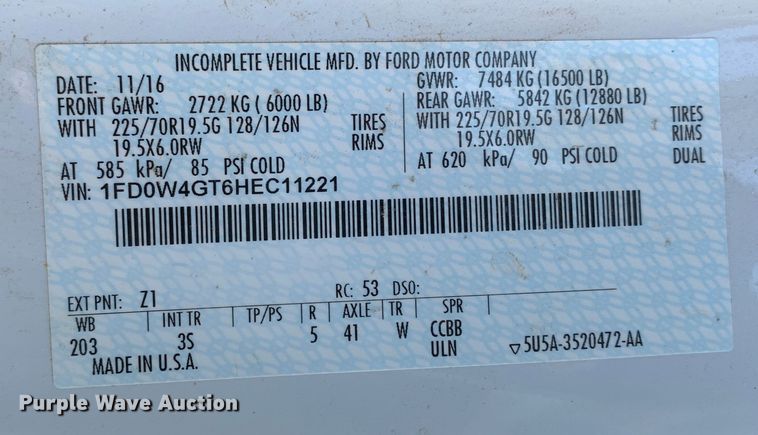 INCOMPLETE VEHICLE MFD. BY FORD MOTOR COMPANY
DATE: 11/16 GVWR: 7484 KG (16500 LB)
FRONT GAWR: 2722 KG ( 6000 LB) REAR GAWR: 5842 KG (12880 LB)
WITH 225/70R19.5G 128/126N TIRES WITH 225/70R19.5G 128/126N TIRES
19.5X6.0RW RIMS 19.5X6.0RW RIMS
AT 585 kPa/ 85 PSI COLD AT 620 kPa/ 90 PSI COLD DUAL
VIN: 1FD0W4GT6HEC11221
EXT PNT: Z1 RC: 53 DSO:
WB INT TR TP/PS R AXLE TR SPR
203 3S 5 41 W CCBB
ULN
MADE IN U.S.A. ▽5U5A-3520472-AA
Purple Wave Auction